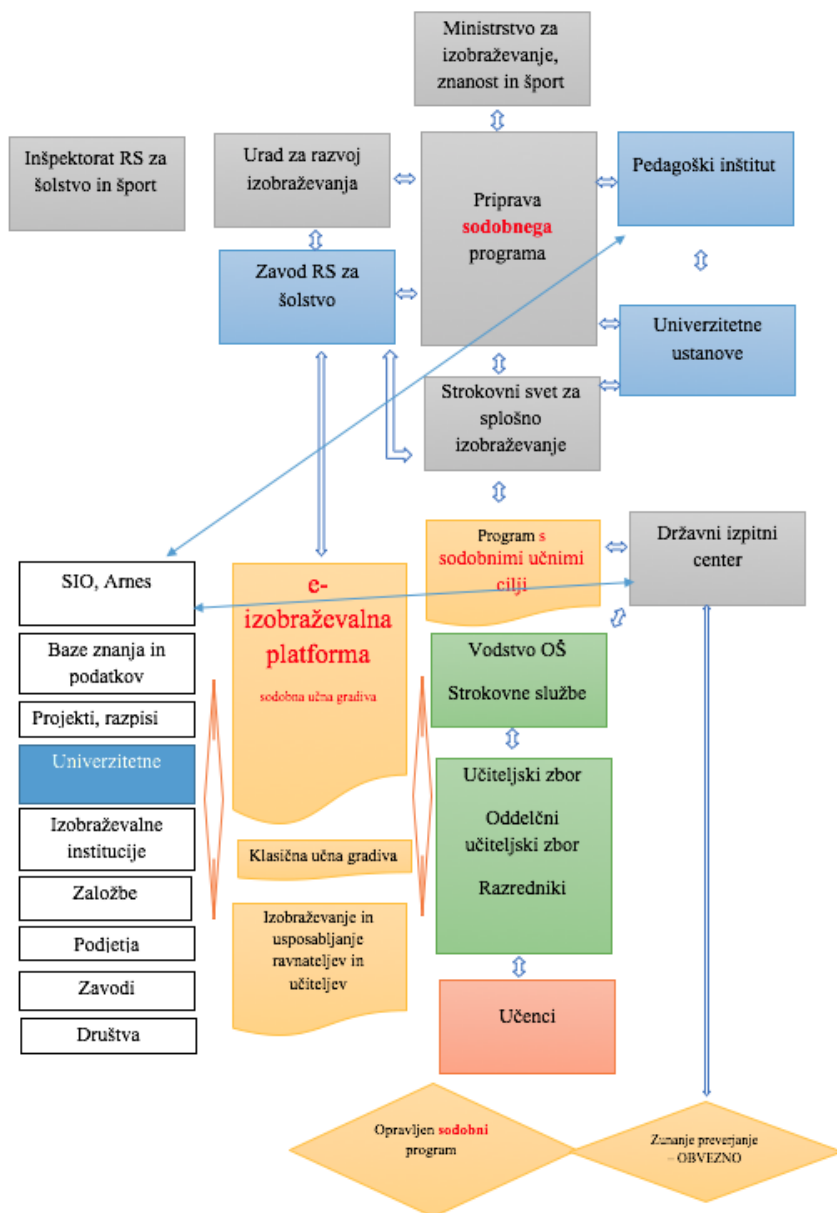 Ministrstvo za
izobraževanje,
znanost in šport
Inšpektorat RS za
šolstvo in šport
Urad za razvoj
izobraževanja
Priprava
sodobnega
programa
Pedagoški inštitut
Zavod RS za
šolstvo
Univerzitetne
ustanove
Strokovni svet za
splošno
izobraževanje
Program s
sodobnimi učnimi
cilji
Državni izpitni
center
SIO, Arnes
Baze znanja in
podatkov
Projekti, razpisi
Univerzitetne
Izobraževalne
institucije
Založbe
Podjetja
Zavodi
Društva
e-
izobraževalna
platforma
sodobna učna gradiva
Klasična učna gradiva
Izobraževanje in
usposabljanje
ravnateljev in
učiteljev
Vodstvo OŠ
Strokovne službe
Učiteljski zbor
Oddelčni
učiteljski zbor
Razredniki
Učenci
Opravljen sodobni
program
Zunanje preverjanje
– OBVEZNO